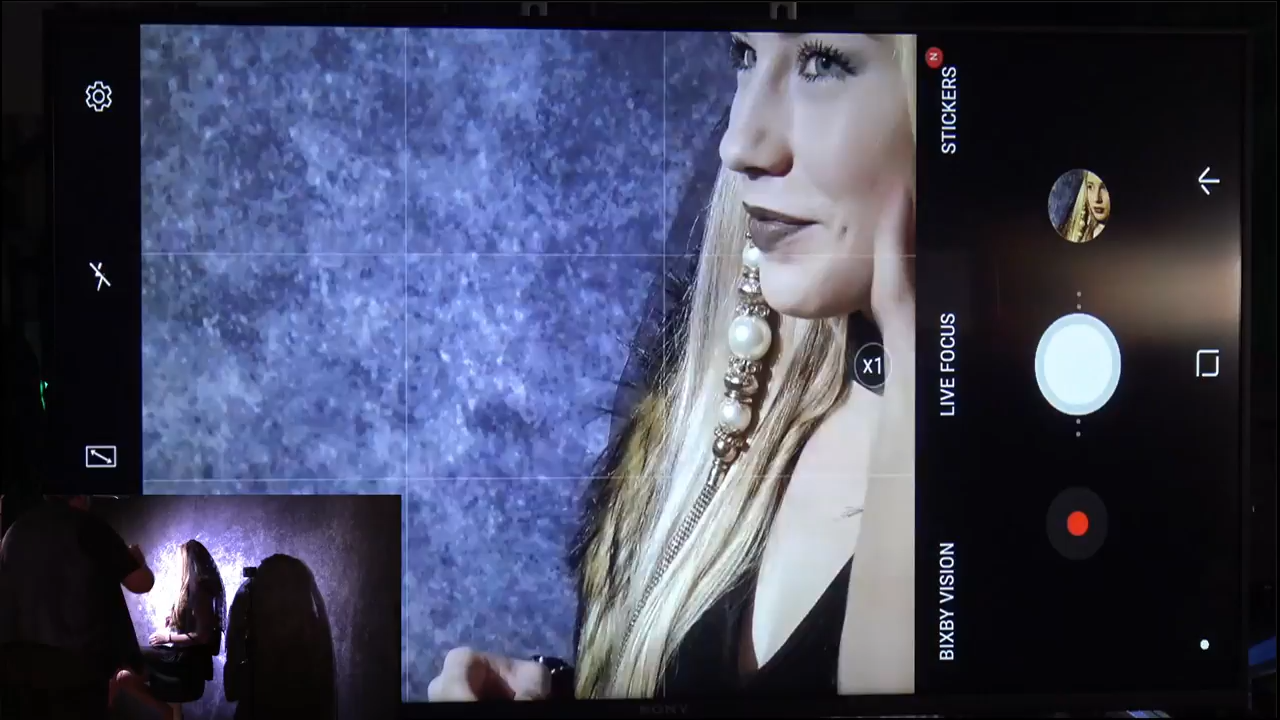 N
STICKERS
X1
LIVE FOCUS
BIXBY VISION
SONY